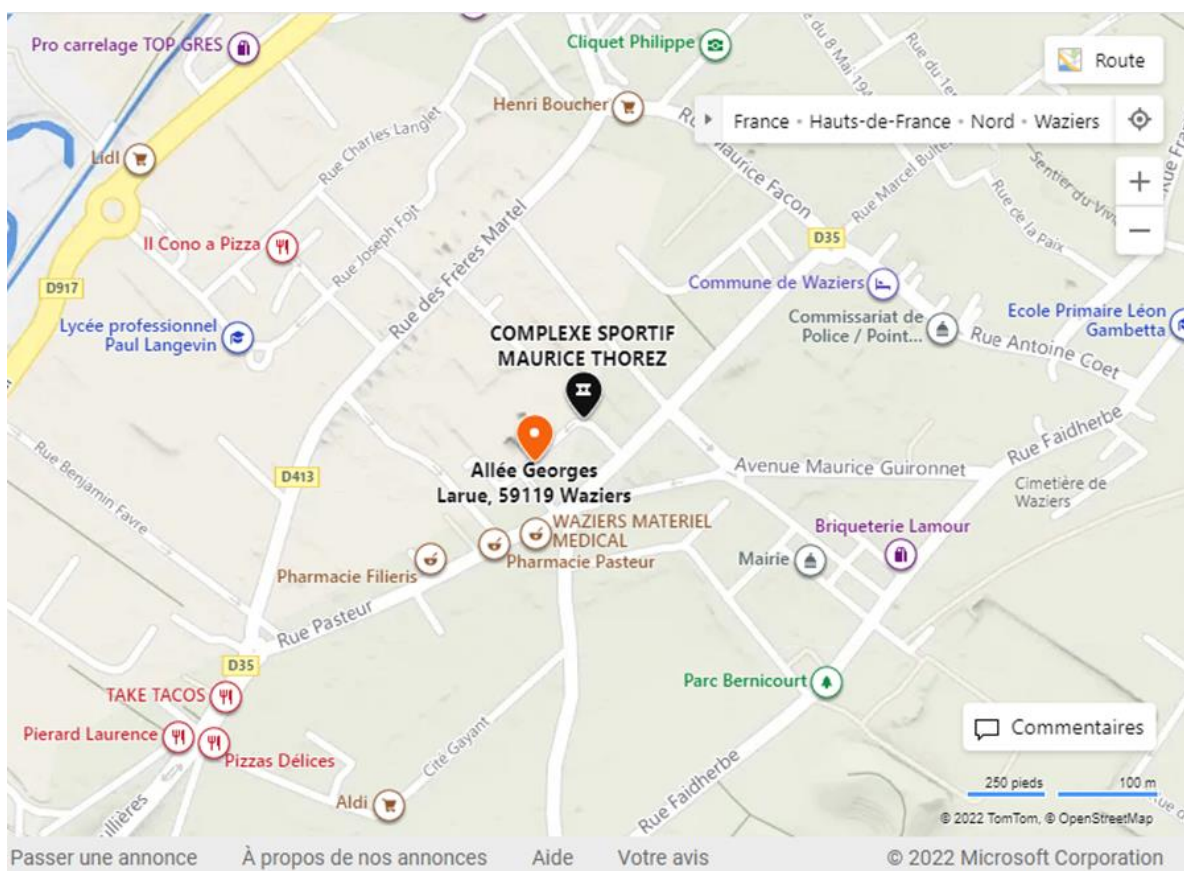 Pro carrelage TOP GRES
Cliquet Philippe
Rue du 1er
Route
Henri Boucher
France • Hauts-de-France • Nord • Waziers
Rue Charles Langlet
Lidl
Rue Maurice Facon
Rue Marcel
Sentier du
Rue de la Paix
Il Cono a Pizza
Rue Joseph Fojt
Rue des Frères Martel
D35
D917
Commune de Waziers
Lycée professionnel
Paul Langevin
Commissariat de
Police / Point...
Ecole Primaire Léon
Gambetta
Rue Antoine Coet
COMPLEXE SPORTIF
MAURICE THOREZ
Rue Benjamin Favre
D413
Allée Georges
Larue, 59119 Waziers
Avenue Maurice Guironnet
Rue Faidherbe
Cimetière de
Waziers
WAZIERS MATERIEL
MEDICAL
Pharmacie Pasteur
Pharmacie Filieris
Briqueterie Lamour
Mairie
Rue Pasteur
D35
TAKE TACOS
Parc Bernicourt
Pierard Laurence
Pizzas Délices
Cité Gayant
Commentaires
Aldi
Rue Faidherbe
250 pieds
100 m
© 2022 TomTom, © OpenStreetMap
Passer une annonce
À propos de nos annonces
Aide
Votre avis
© 2022 Microsoft Corporation